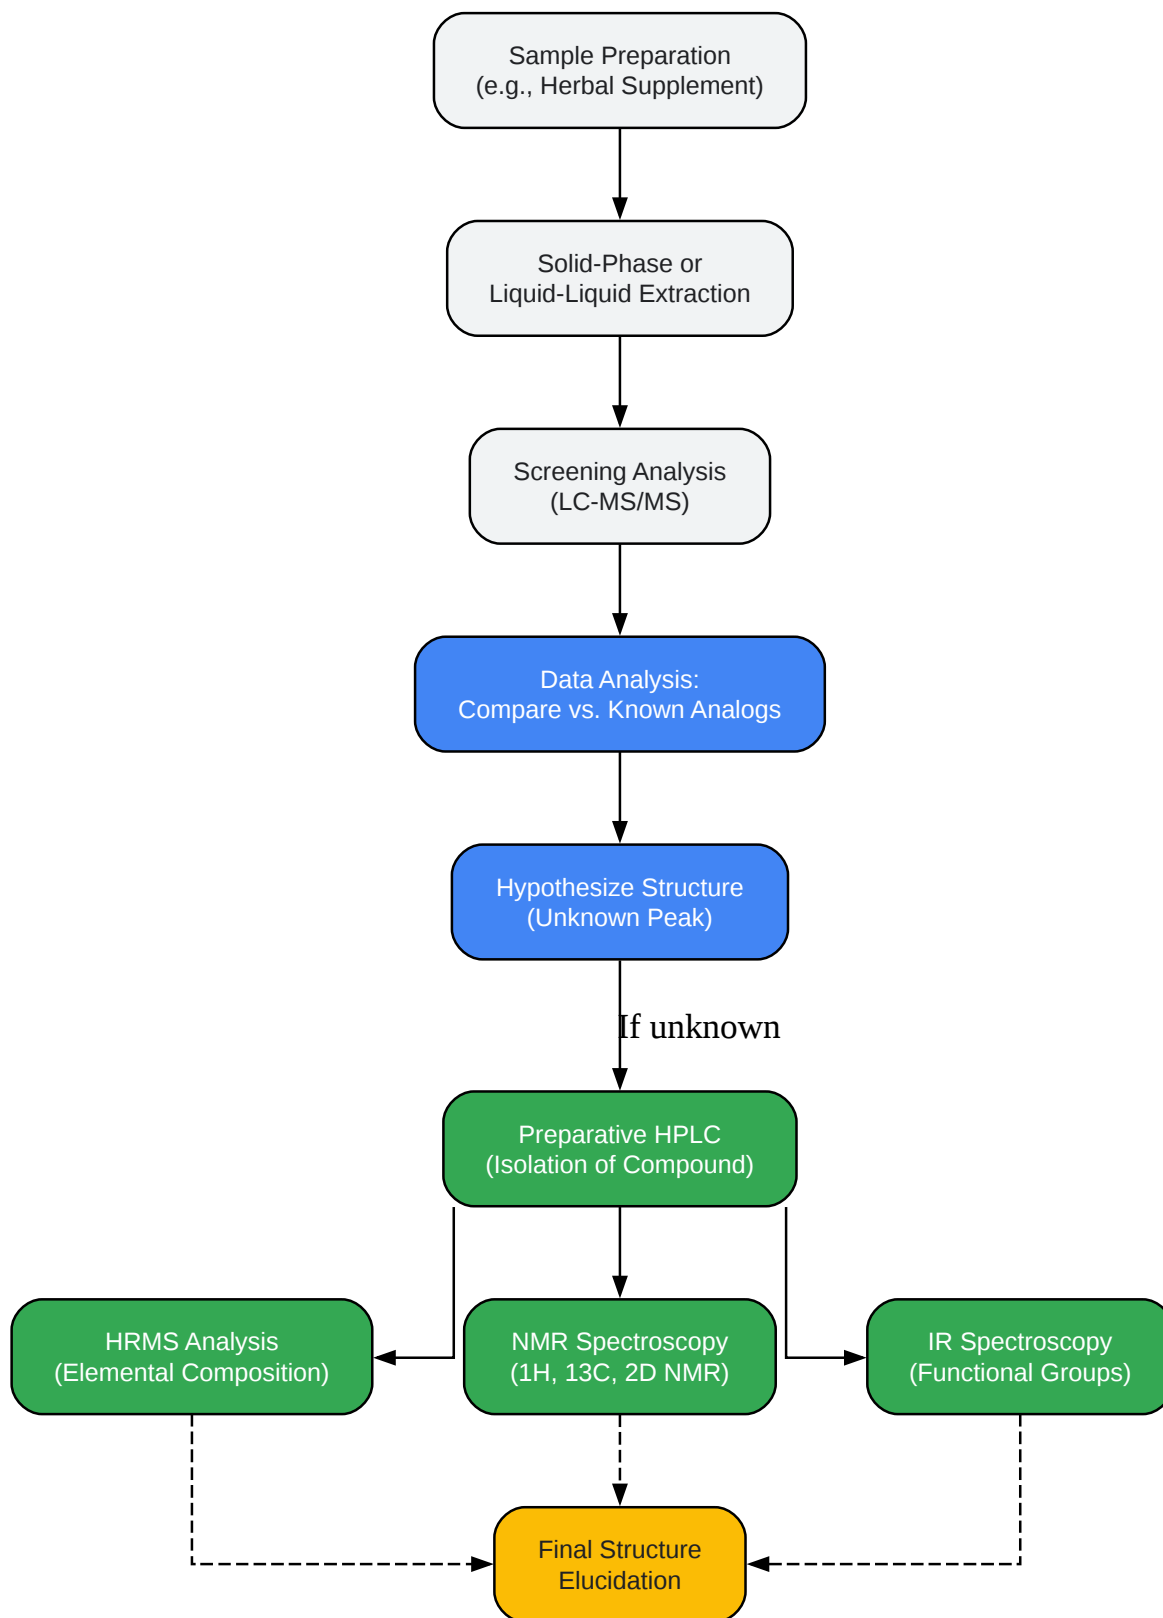 Sample Preparation
(e.g., Herbal Supplement)
Solid-Phase or
Liquid-Liquid Extraction
Screening Analysis
(LC-MS/MS)
Data Analysis:
Compare vs. Known Analogs
Hypothesize Structure
(Unknown Peak)
If unknown
Preparative HPLC
(Isolation of Compound)
HRMS Analysis
(Elemental Composition)
NMR Spectroscopy
(1H, 13C, 2D NMR)
IR Spectroscopy
(Functional Groups)
Final Structure
Elucidation